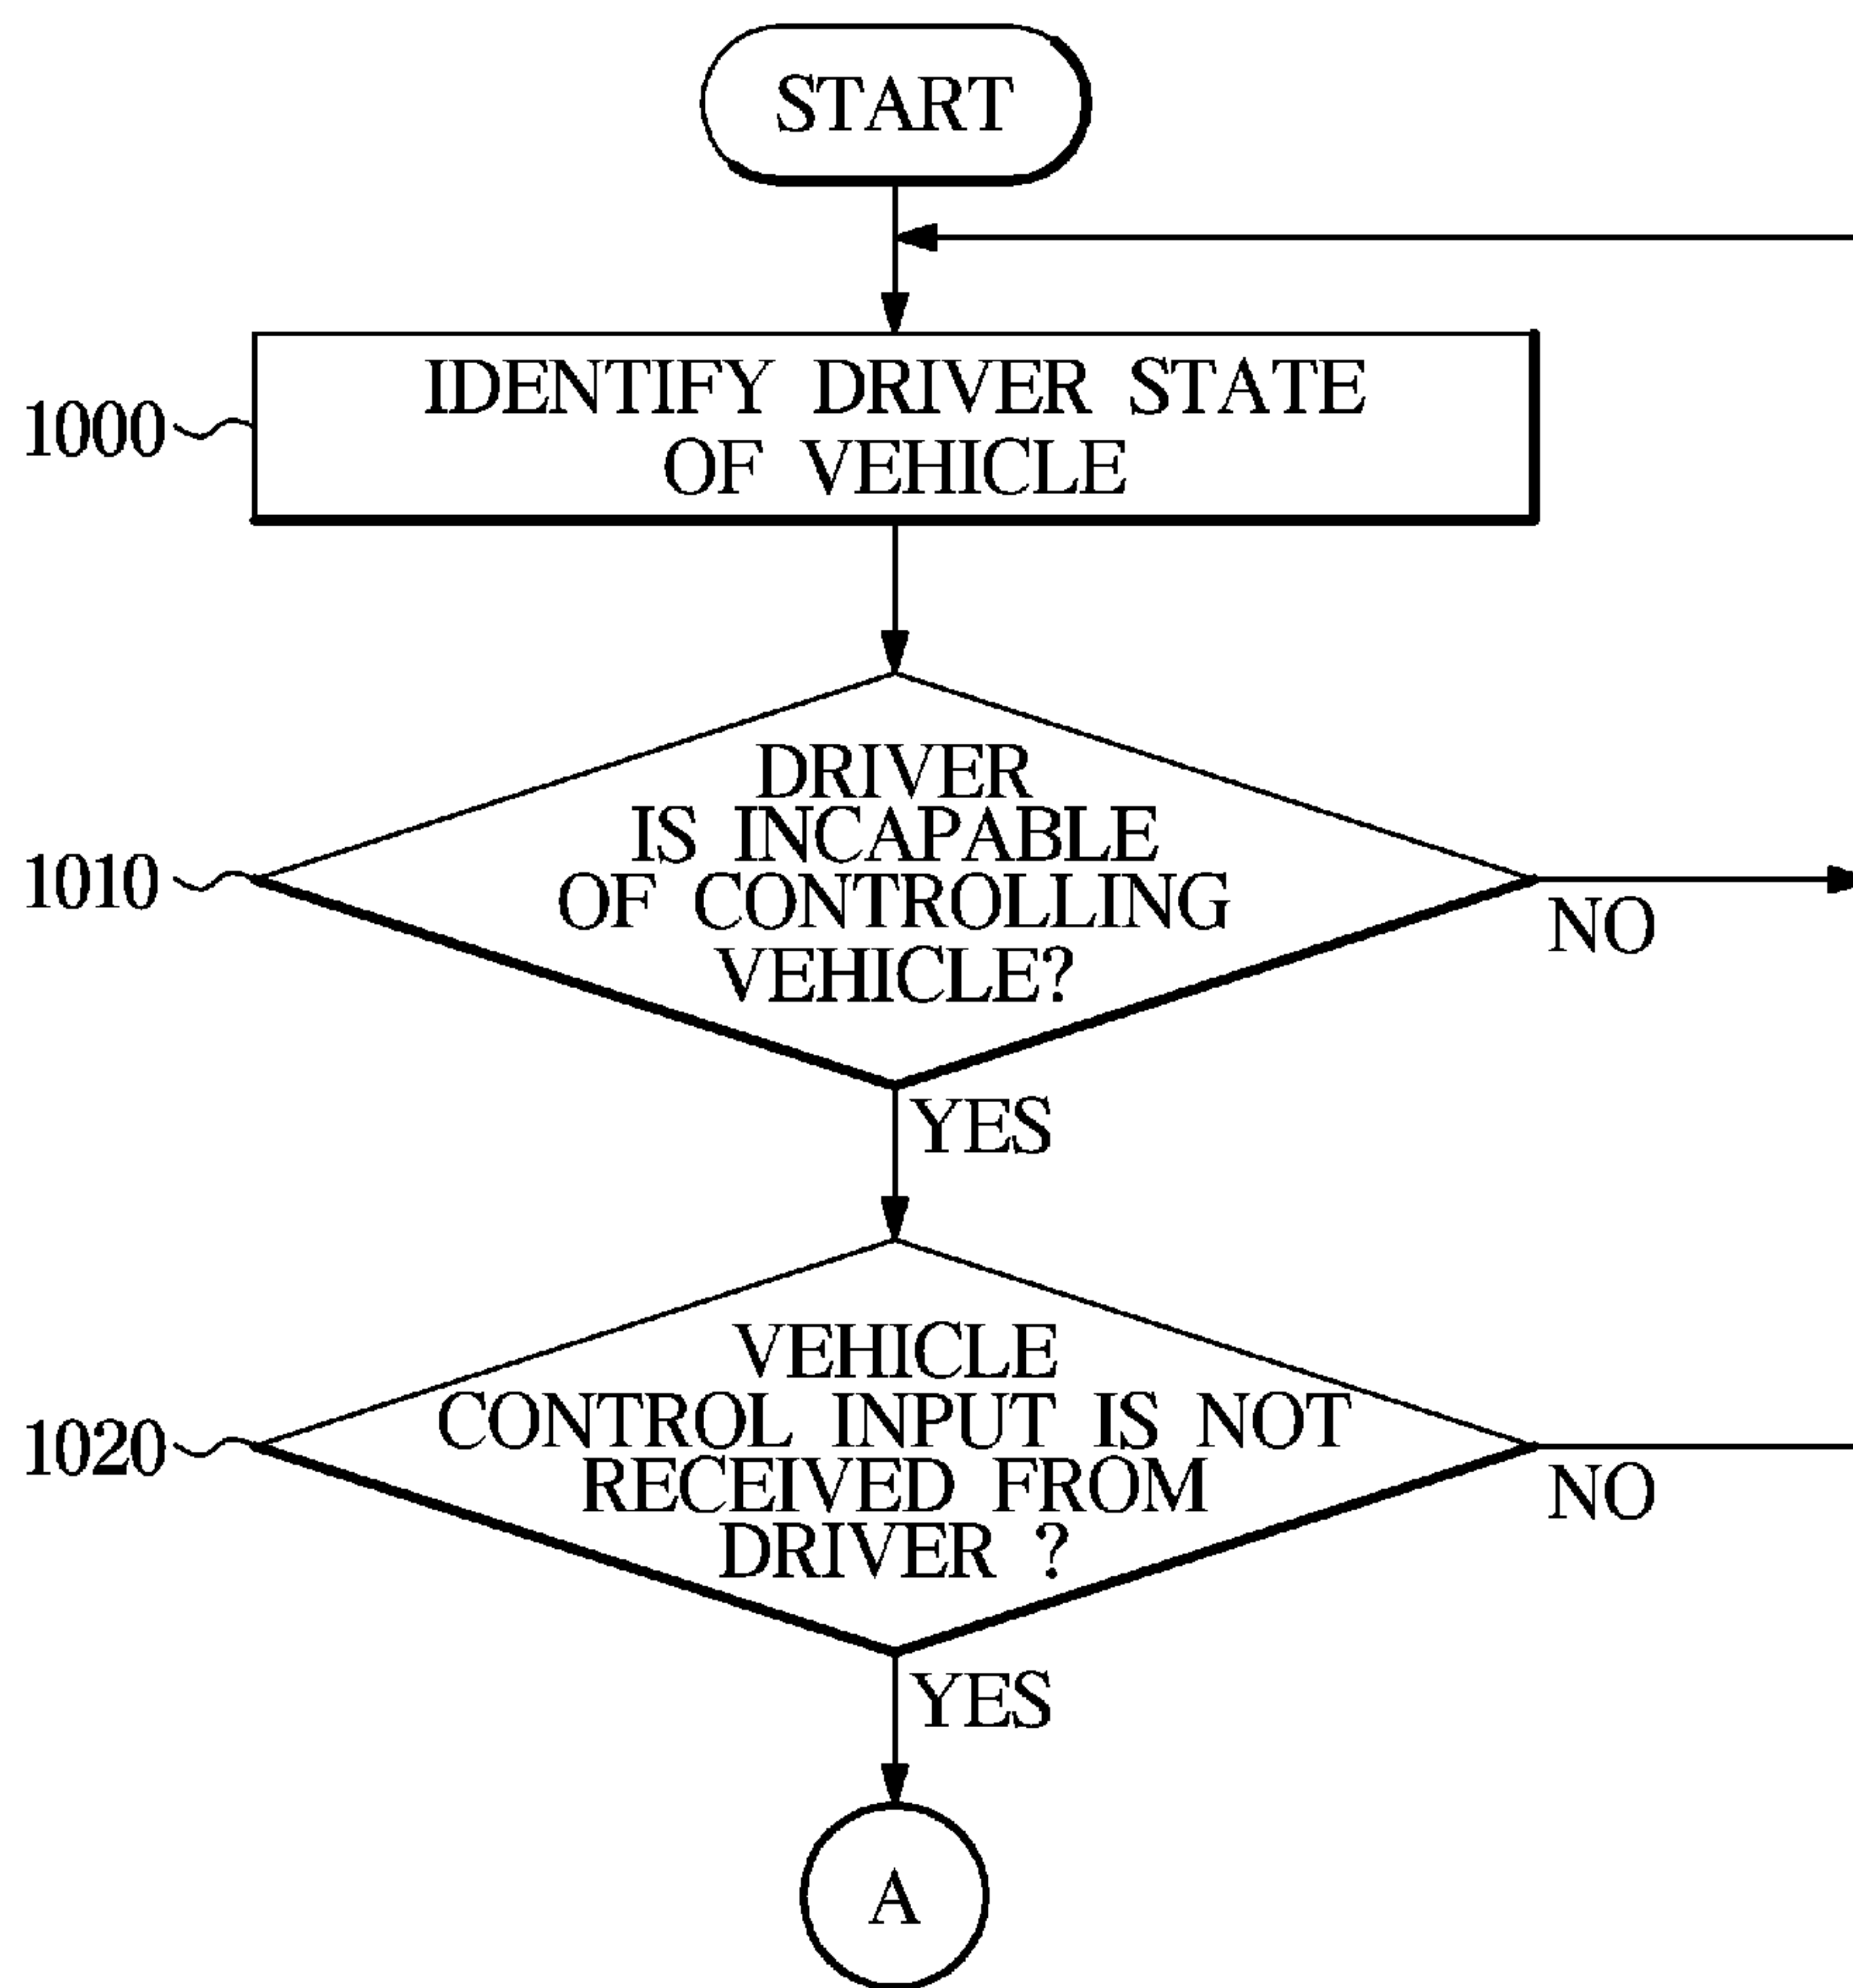 START
IDENTIFY DRIVER STATE
OF VEHICLE
1000
DRIVER
IS INCAPABLE
OF CONTROLLING
VEHICLE?
1010
NO
YES
VEHICLE
CONTROL INPUT IS NOT
RECEIVED FROM
DRIVER ?
1020
NO
YES
A